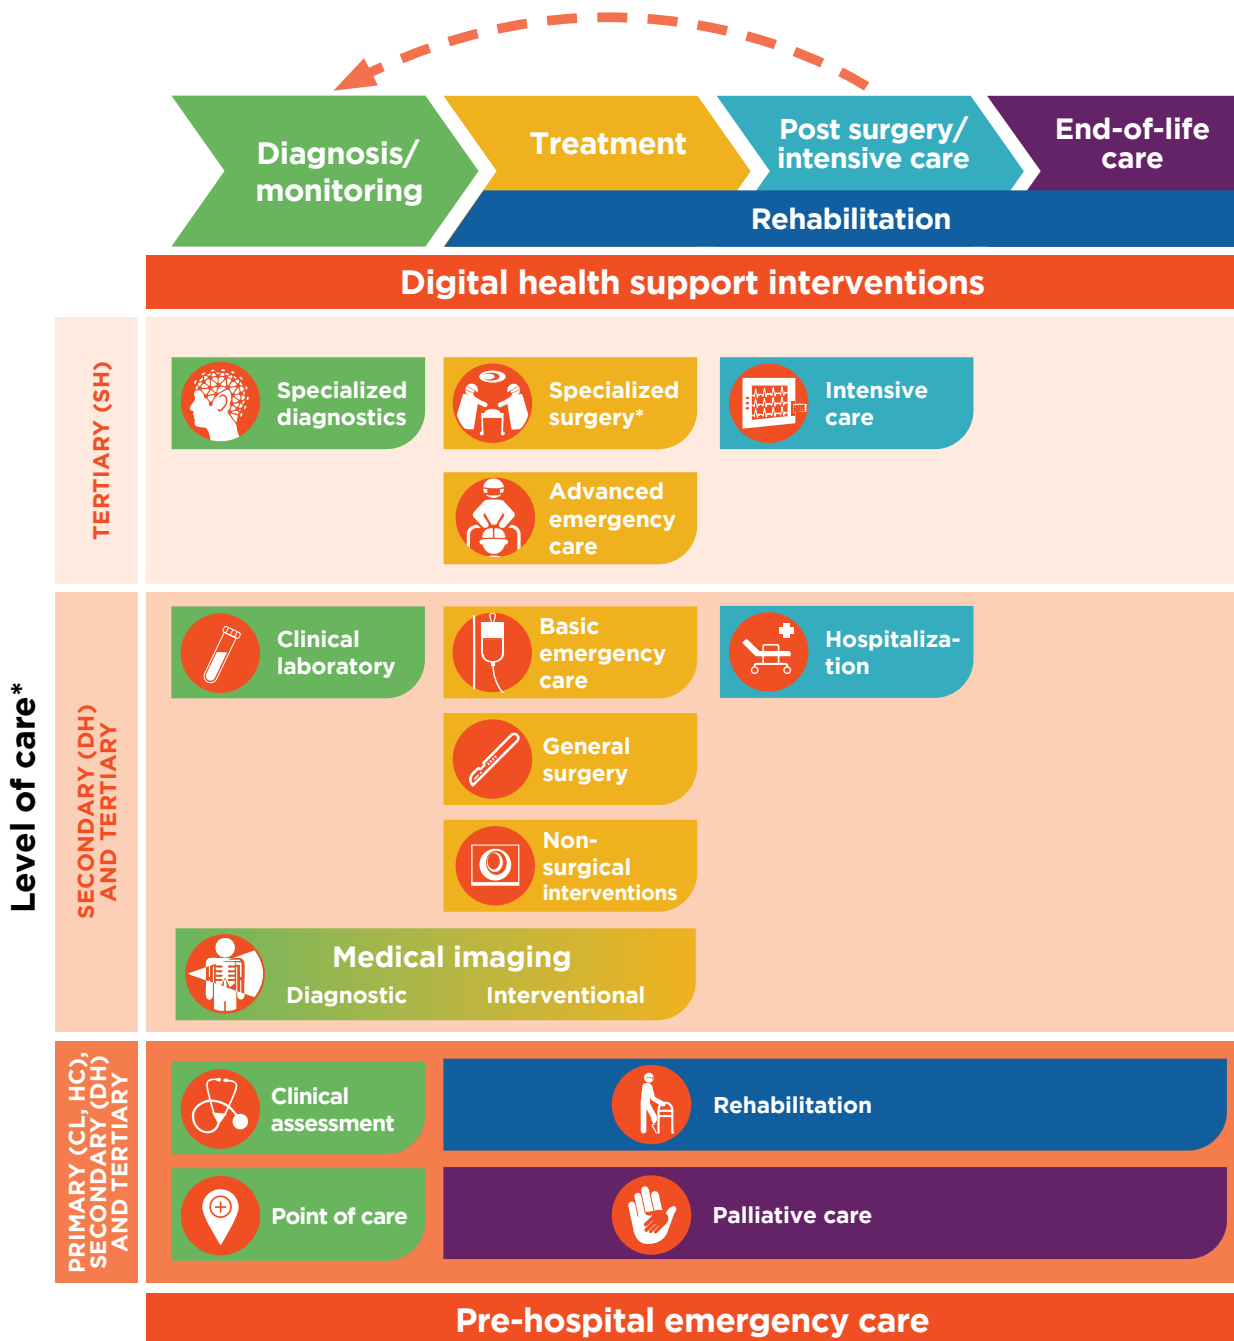 Diagnosis/
monitoring
Treatment
Post surgery/
intensive care
End-of-life
care
Rehabilitation
Digital health support interventions
Level of care*
TERTIARY (SH)
Specialized
diagnostics
Specialized
surgery*
Intensive
care
Advanced
emergency
care
SECONDARY (DH)
AND TERTIARY
Clinical
laboratory
Basic
emergency
care
Hospitaliza-
tion
General
surgery
Non-
surgical
interventions
Medical imaging
Diagnostic
Interventional
PRIMARY (CL, HC),
SECONDARY (DH)
AND TERTIARY
Clinical
assessment
Rehabilitation
Point of care
Palliative care
Pre-hospital emergency care